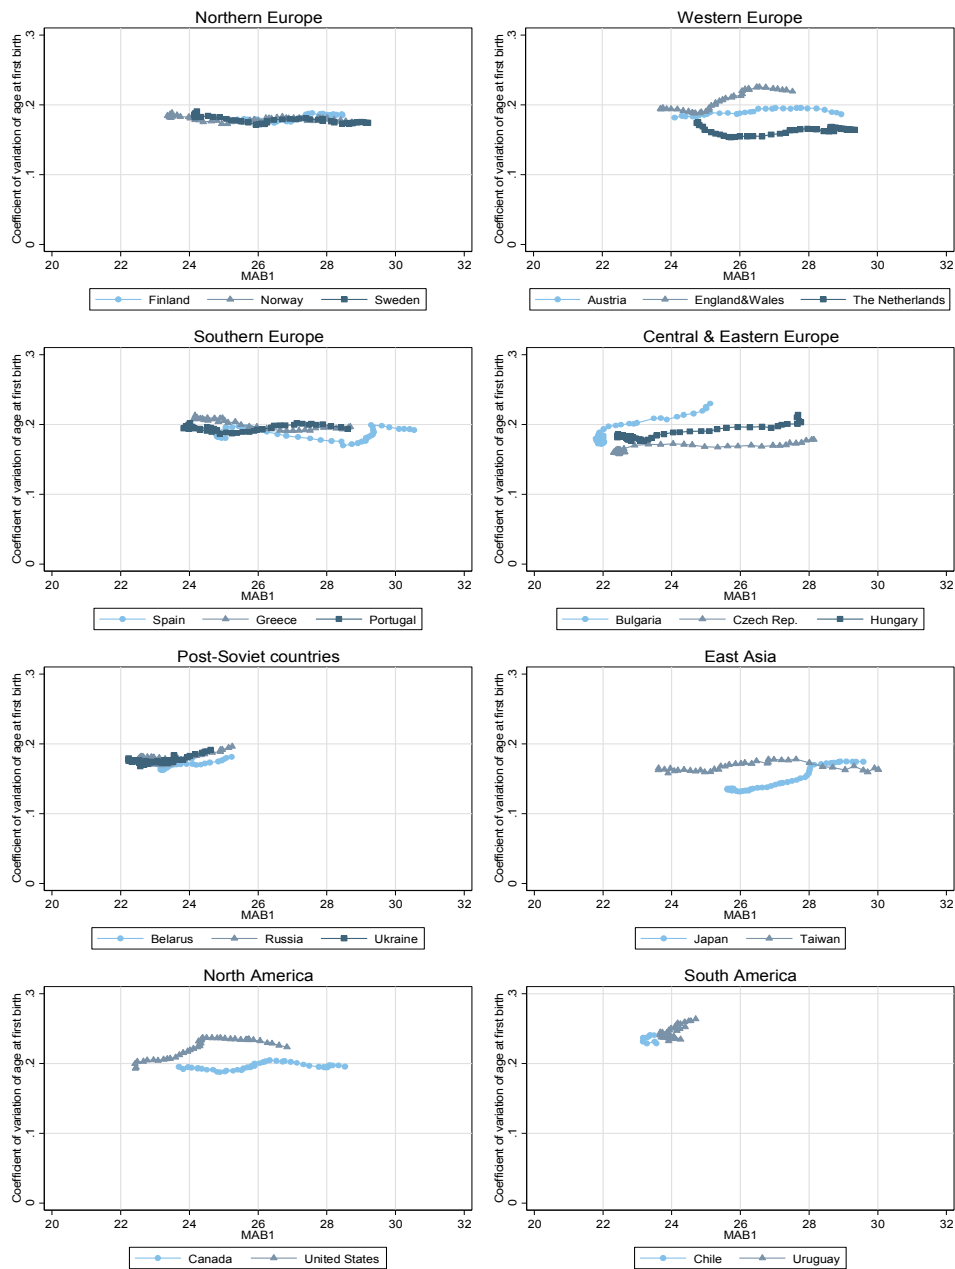 Northern Europe
Coefficient of variation of age at first birth
0 .1 .2 .3
20 22 24 26 28 30 32
MAB1
Finland Norway Sweden
Western Europe
Coefficient of variation of age at first birth
0 .1 .2 .3
20 22 24 26 28 30 32
MAB1
Austria England&Wales The Netherlands
Southern Europe
Coefficient of variation of age at first birth
0 .1 .2 .3
20 22 24 26 28 30 32
MAB1
Spain Greece Portugal
Central & Eastern Europe
Coefficient of variation of age at first birth
0 .1 .2 .3
20 22 24 26 28 30 32
MAB1
Bulgaria Czech Rep. Hungary
Post-Soviet countries
Coefficient of variation of age at first birth
0 .1 .2 .3
20 22 24 26 28 30 32
MAB1
Belarus Russia Ukraine
East Asia
Coefficient of variation of age at first birth
0 .1 .2 .3
20 22 24 26 28 30 32
MAB1
Japan Taiwan
North America
Coefficient of variation of age at first birth
0 .1 .2 .3
20 22 24 26 28 30 32
MAB1
Canada United States
South America
Coefficient of variation of age at first birth
0 .1 .2 .3
20 22 24 26 28 30 32
MAB1
Chile Uruguay